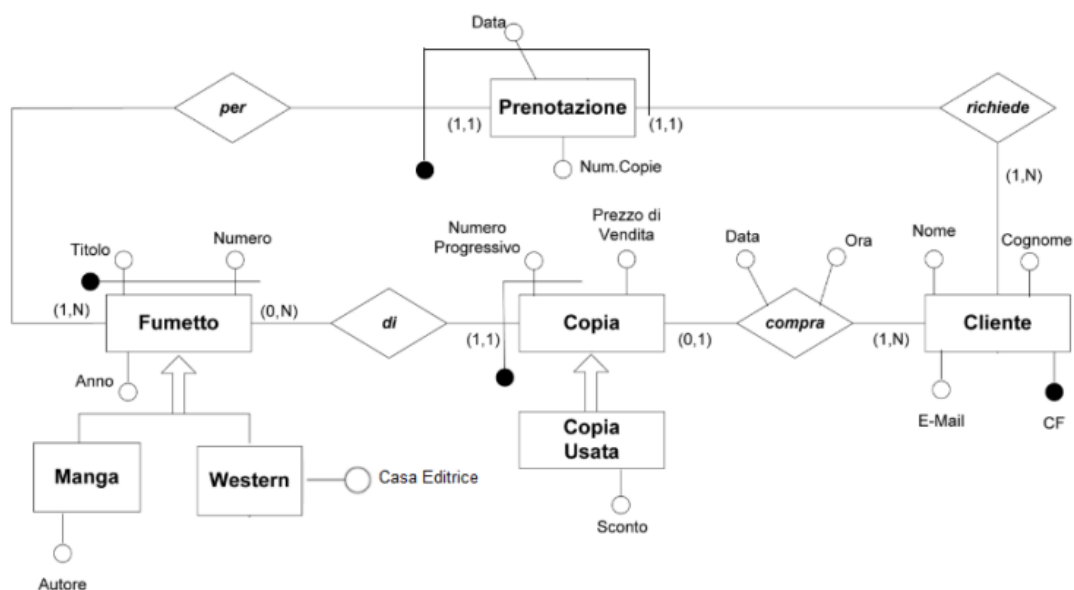 Data
per
Prenotazione
richiede
(1,1)
(1,1)
Num.Copie
(1,N)
Titolo
Numero
Numero
Progressivo
Prezzo di
Vendita
Data
Ora
Nome
Cognome
(1,N)
Fumetto
(0,N)
di
(1,1)
Copia
(0,1)
compra
(1,N)
Cliente
Anno
E-Mail
CF
Manga
Western
Casa Editrice
Copia
Usata
Sconto
Autore